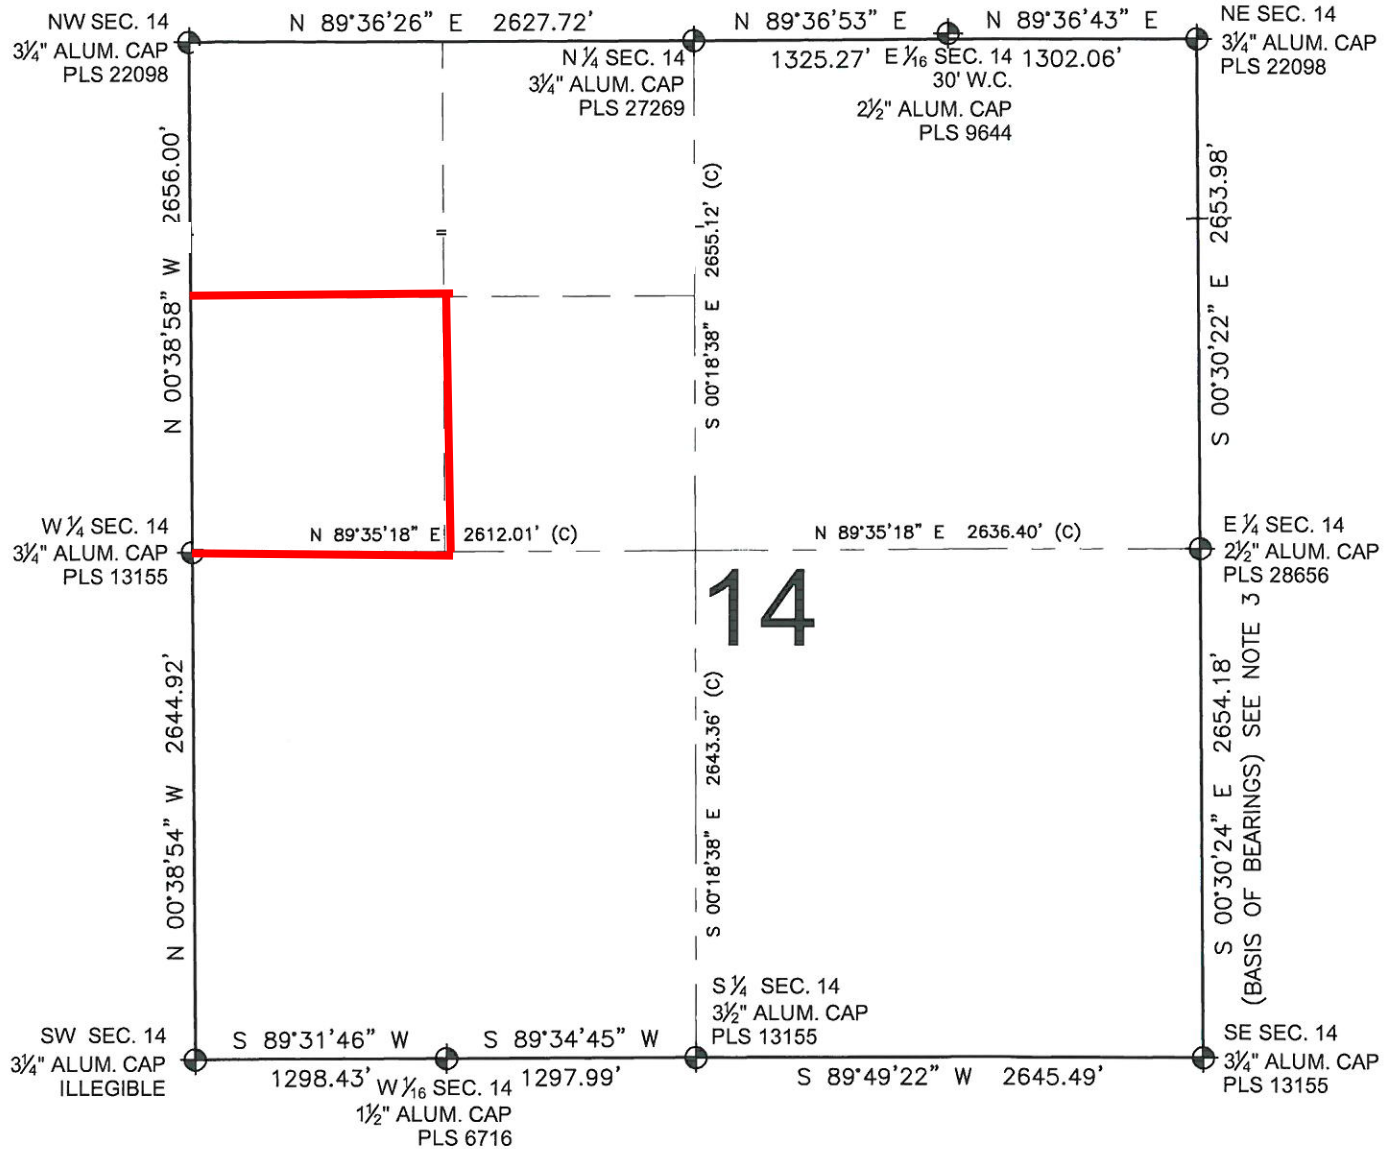 NW SEC. 14
3¼" ALUM. CAP
PLS 22098
N 89°36'26" E 2627.72'
N ¼ SEC. 14
3¼" ALUM. CAP
PLS 27269
N 89°36'53" E
1325.27'
E 1⁄16 SEC. 14
30' W.C.
2½" ALUM. CAP
PLS 9644
N 89°36'43" E
1302.06'
NE SEC. 14
3¼" ALUM. CAP
PLS 22098
N 00°38'58" W 2656.00'
S 00°18'38" E 2655.12' (C)
S 00°30'22" E 2653.98'
W ¼ SEC. 14
3¼" ALUM. CAP
PLS 13155
N 89°35'18" E 2612.01' (C)
N 89°35'18" E 2636.40' (C)
E ¼ SEC. 14
2½" ALUM. CAP
PLS 28656
14
N 00°38'54" W 2644.92'
S 00°18'38" E 2643.36' (C)
S 00°30'24" E 2654.18'
(BASIS OF BEARINGS) SEE NOTE 3
SW SEC. 14
3¼" ALUM. CAP
ILLEGIBLE
S 89°31'46" W
1298.43'
W 1⁄16 SEC. 14
1½" ALUM. CAP
PLS 6716
S 89°34'45" W
1297.99'
S ¼ SEC. 14
3½" ALUM. CAP
PLS 13155
S 89°49'22" W 2645.49'
SE SEC. 14
3¼" ALUM. CAP
PLS 13155